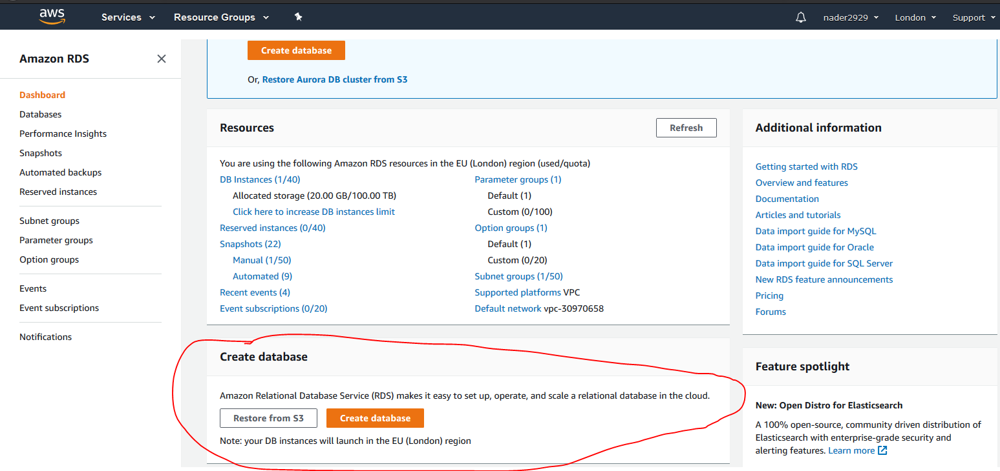 aws
Services
Resource Groups
nader2929
London
Support
Amazon RDS
Dashboard
Databases
Performance Insights
Snapshots
Automated backups
Reserved instances
Subnet groups
Parameter groups
Option groups
Events
Event subscriptions
Notifications
Create database
Or, Restore Aurora DB cluster from S3
Resources
Refresh
You are using the following Amazon RDS resources in the EU (London) region (used/quota)
DB Instances (1/40)
Allocated storage (20.00 GB/100.00 TB)
Click here to increase DB instances limit
Reserved instances (0/40)
Snapshots (22)
Manual (1/50)
Automated (9)
Recent events (4)
Event subscriptions (0/20)
Parameter groups (1)
Default (1)
Custom (0/100)
Option groups (1)
Default (1)
Custom (0/20)
Subnet groups (1/50)
Supported platforms VPC
Default network vpc-30970658
Create database
Amazon Relational Database Service (RDS) makes it easy to set up, operate, and scale a relational database in the cloud.
Restore from S3
Create database
Note: your DB instances will launch in the EU (London) region
Additional information
Getting started with RDS
Overview and features
Documentation
Articles and tutorials
Data import guide for MySQL
Data import guide for Oracle
Data import guide for SQL Server
New RDS feature announcements
Pricing
Forums
Feature spotlight
New: Open Distro for Elasticsearch
A 100% open-source, community driven distribution of
Elasticsearch with enterprise-grade security and
alerting features. Learn more